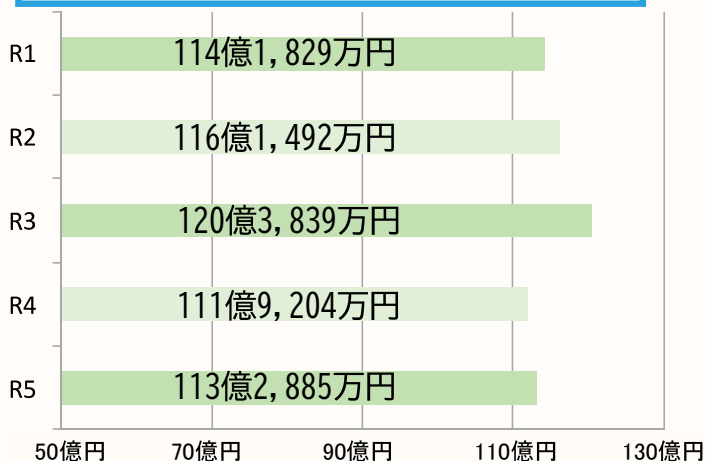 R1 114億1,829万円
R2 116億1,492万円
R3 120億3,839万円
R4 111億9,204万円
R5 113億2,885万円
50億円 70億円 90億円 110億円 130億円